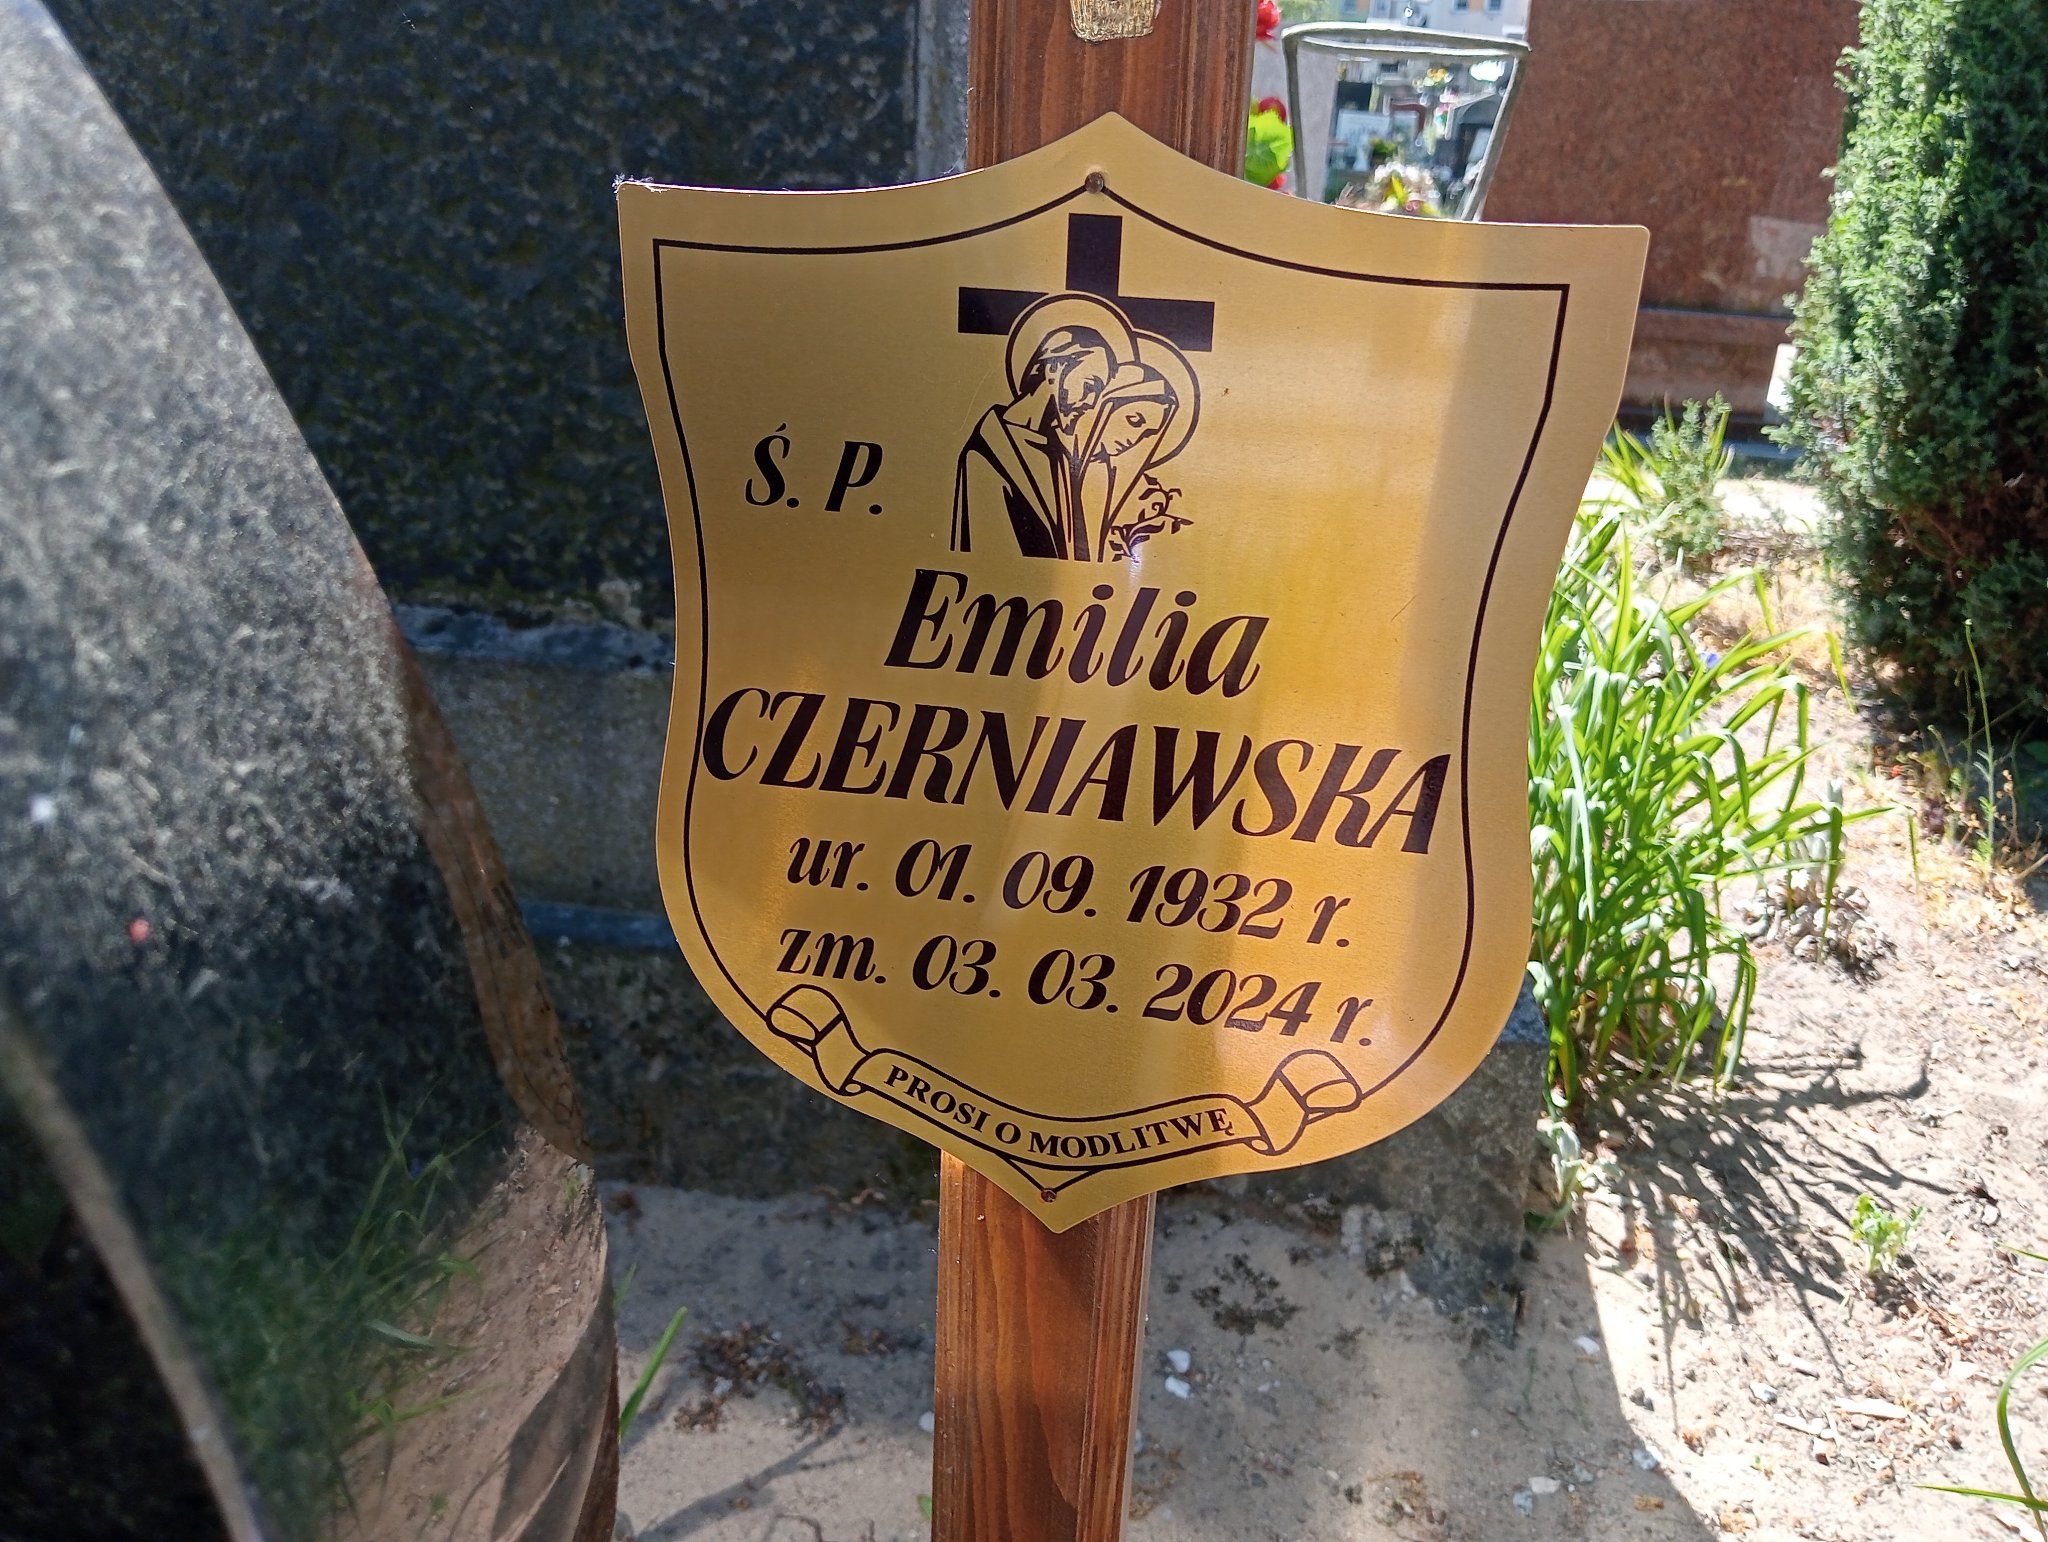 Ś. P.
Emilia
CZERNIAWSKA
ur. 01. 09. 1932 r.
zm. 03. 03. 2024 r.
PROSI O MODLITWĘ